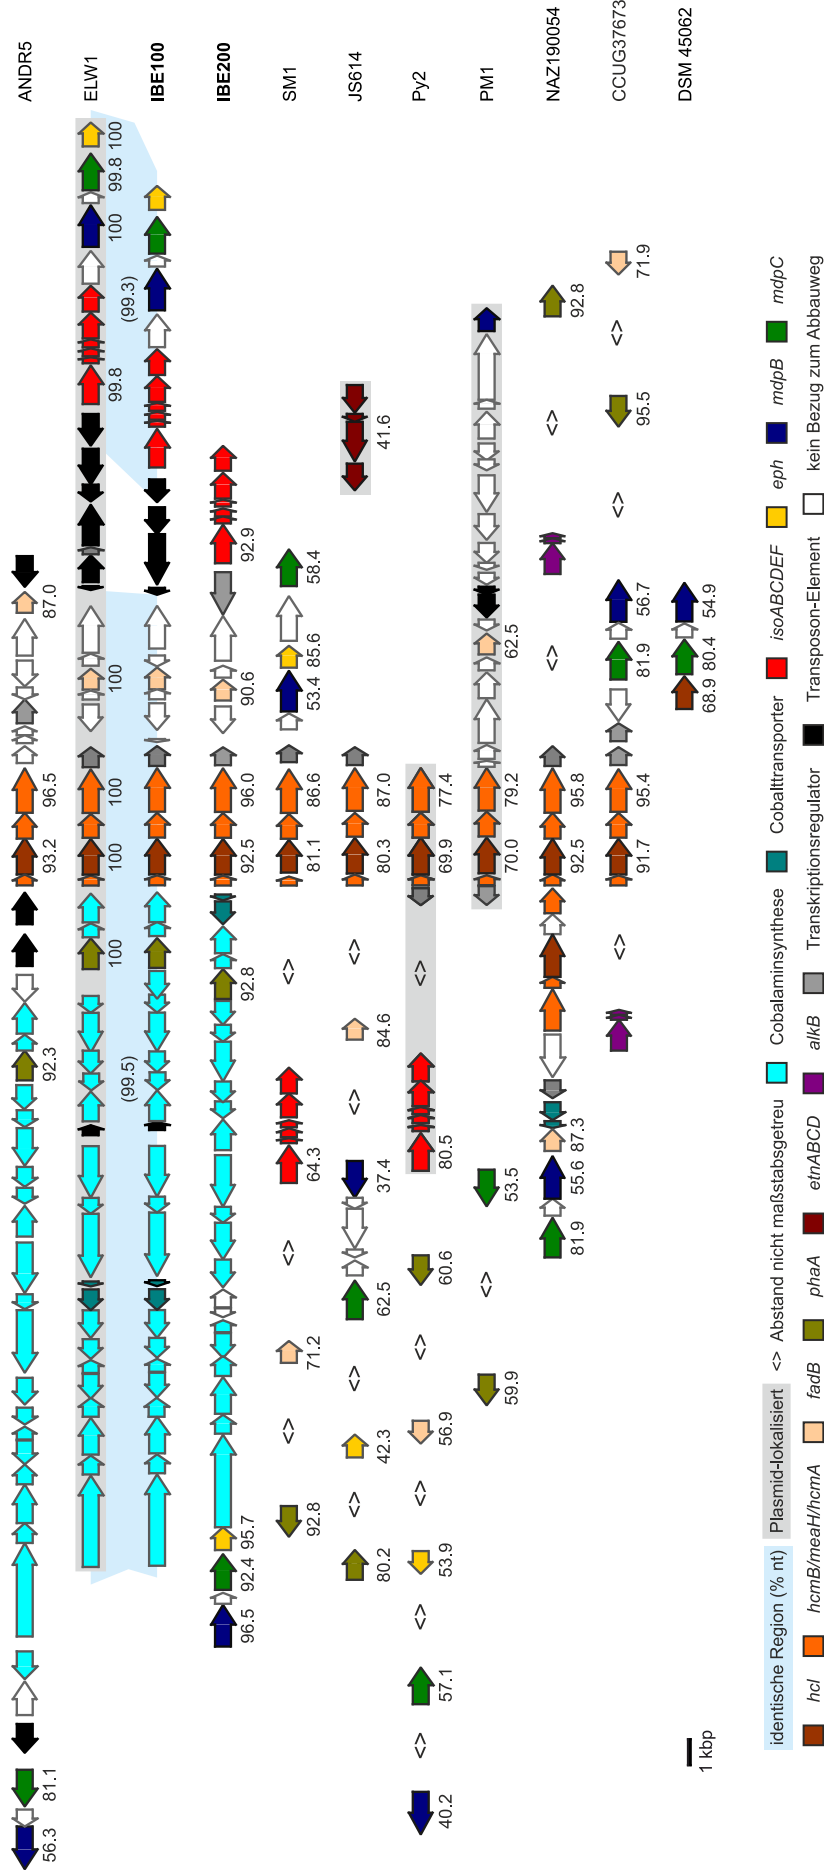 ANDR5
56.3 81.1 92.3 93.2 96.5 87.0
ELW1
100 100 100 100 99.8 100 99.8 100
(99.5) (99.3)
IBE100
IBE200
96.5 92.4 95.7 92.8 92.5 96.0 90.6 92.9
<> <> <> SM1
92.8 71.2 64.3 81.1 86.6 53.4 85.6 58.4
<> <> <> <> JS614
80.2 42.3 62.5 37.4 84.6 80.3 87.0 41.6
<> <> <> <> <> Py2
40.2 57.1 53.9 56.9 60.6 80.5 69.9 77.4
<> PM1
59.9 53.5 70.0 79.2 62.5
<> <> NAZ190054
81.9 55.6 87.3 92.5 95.8 92.8
<> <> <> CCUG37673
91.7 95.4 81.9 56.7 95.5 71.9
DSM 45062
68.9 80.4 54.9
1 kbp
identische Region (% nt) Plasmid-lokalisiert <> Abstand nicht maßstabsgetreu Cobalaminsynthese Cobalttransporter isoABCDEF eph mdpB mdpC
hcl hcmB/meaH/hcmA fadB phaA etnABCD alkB Transkriptionsregulator Transposon-Element kein Bezug zum Abbauweg